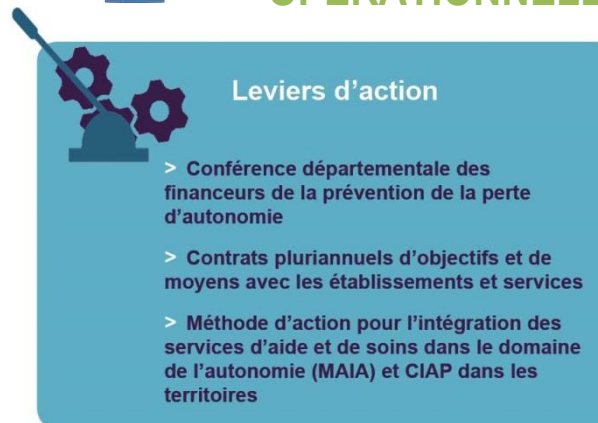 OPÉRATIONNELL
Leviers d’action
> Conférence départementale des
financeurs de la prévention de la perte
d’autonomie
> Contrats pluriannuels d’objectifs et de
moyens avec les établissements et services
> Méthode d’action pour l’intégration des
services d’aide et de soins dans le domaine
de l’autonomie (MAIA) et CIAP dans les
territoires